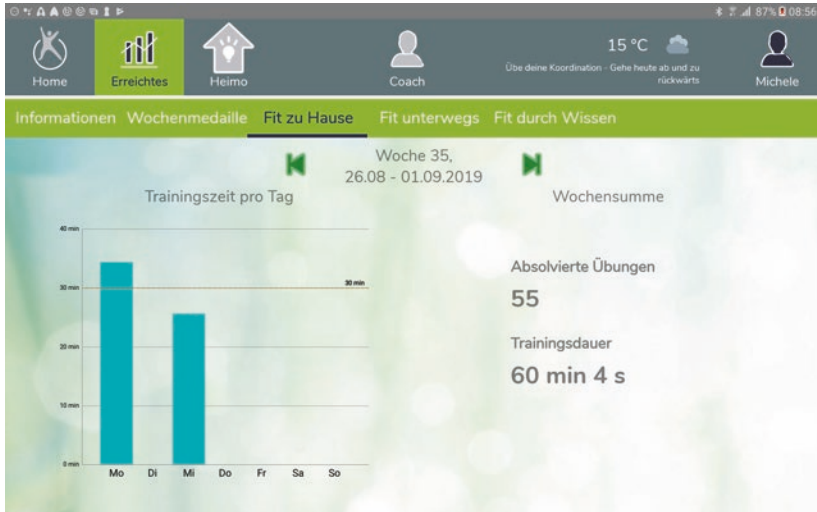 87% 08:56
15 °C
Home Erreichtes Heimo Coach Übe deine Koordination - Gehe heute ab und zu Michele
rückwärts
Informationen Wochenmedaille Fit zu Hause Fit unterwegs Fit durch Wissen
Woche 35,
26.08 - 01.09.2019
Trainingszeit pro Tag
Wochensumme
40 min
30 min
30 min
20 min
10 min
0 min
Mo Di Mi Do Fr Sa So
Absolvierte Übungen
55
Trainingsdauer
60 min 4 s